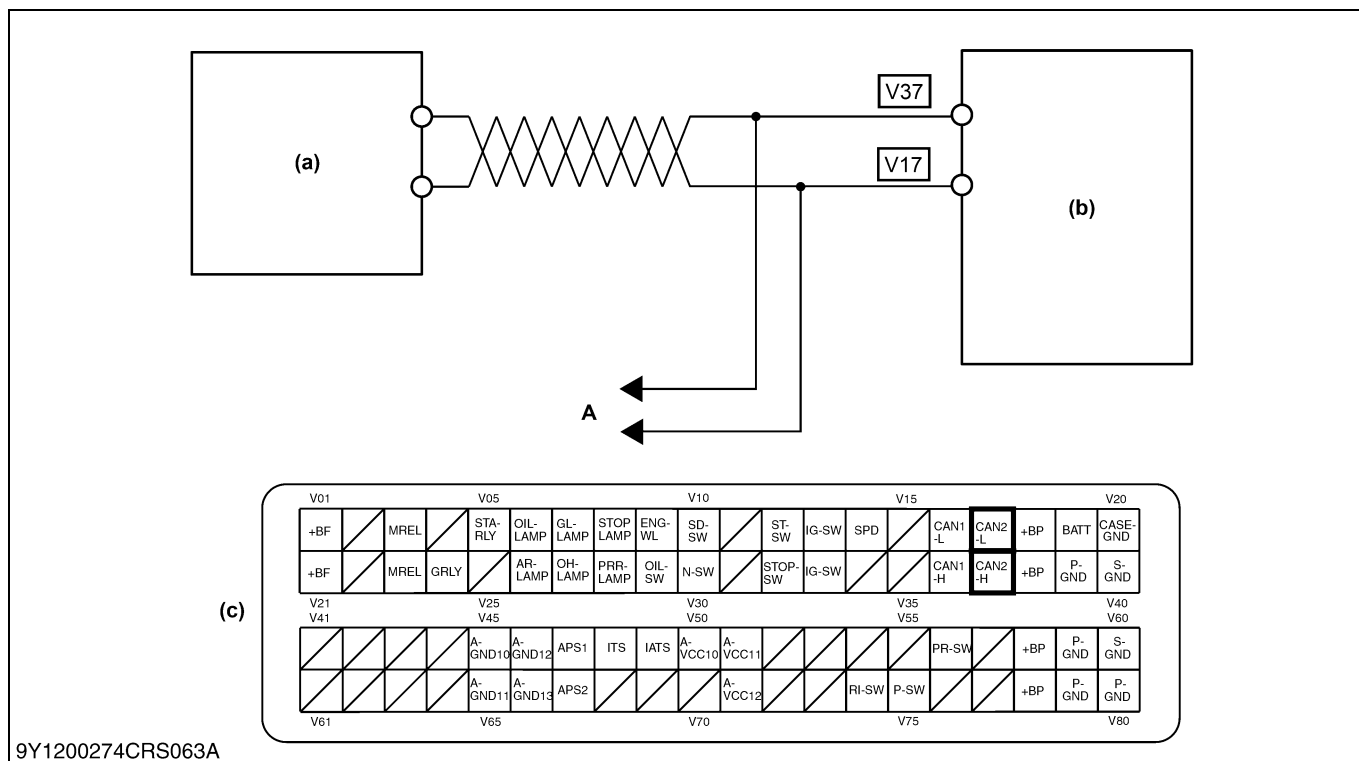 V37
(a)
V17
(b)
A
V01 V05 V10 V15 V20
+BF MREL STA-RLY OIL-LAMP GL-LAMP STOP LAMP ENG-WL SD-SW ST-SW IG-SW SPD CAN1-L CAN2-L +BP BATT CASE-GND
+BF MREL GRLY AR-LAMP OH-LAMP PRR-LAMP OIL-SW N-SW STOP-SW IG-SW CAN1-H CAN2-H +BP P-GND S-GND
(c)
V21 V25 V30 V35 V40
V41 V45 V50 V55 V60
A-GND10 A-GND12 APS1 ITS IATS A-VCC10 A-VCC11 PR-SW +BP P-GND S-GND
A-GND11 A-GND13 APS2 A-VCC12 RI-SW P-SW +BP P-GND P-GND
V61 V65 V70 V75 V80
9Y1200274CRS063A